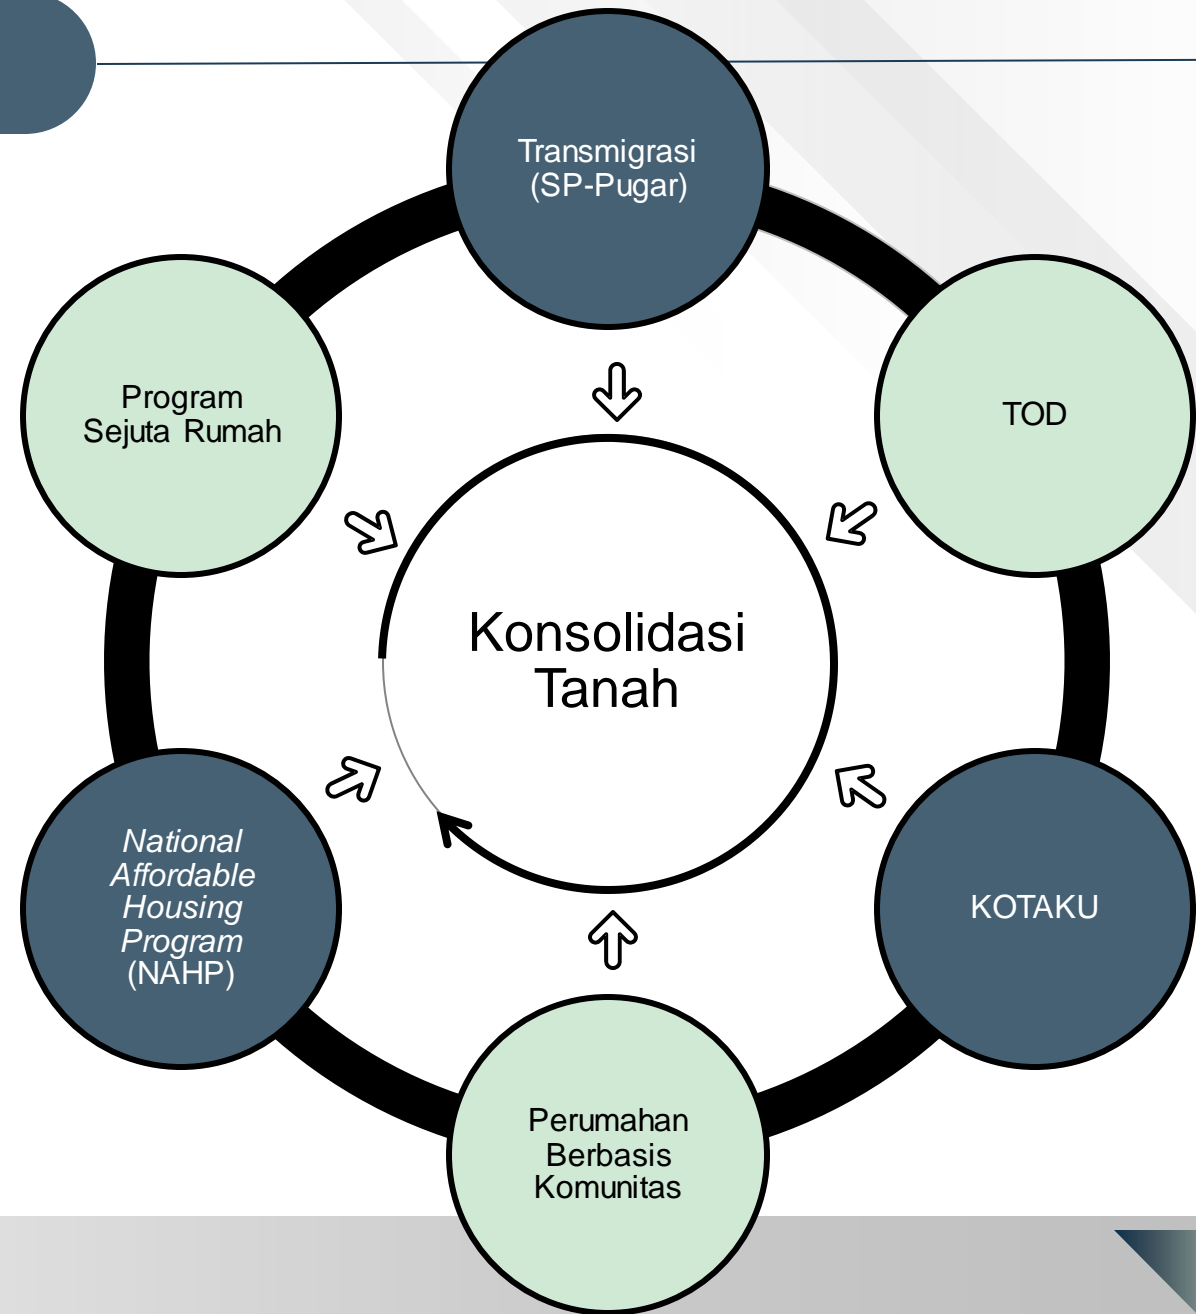 Transmigrasi
(SP-Pugar)
Program
Sejuta Rumah
TOD
Konsolidasi
Tanah
National
Affordable
Housing
Program
(NAHP)
KOTAKU
Perumahan
Berbasis
Komunitas